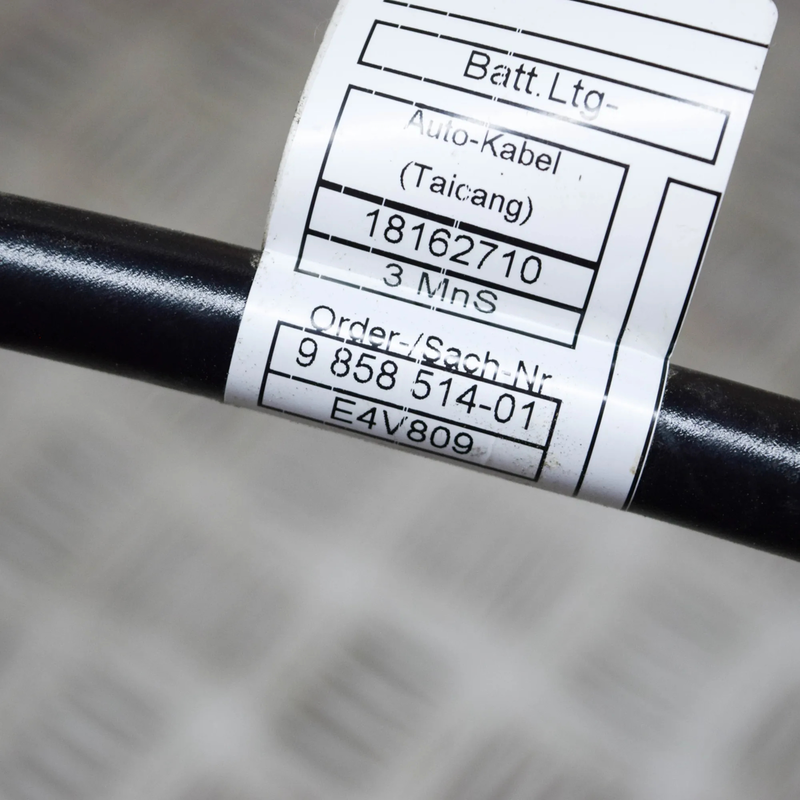 Batt.Ltg-
Auto-Kabel
(Taicang)
18162710
3 MnS
Order-/Sach-Nr
9 858 514-01
E4V809